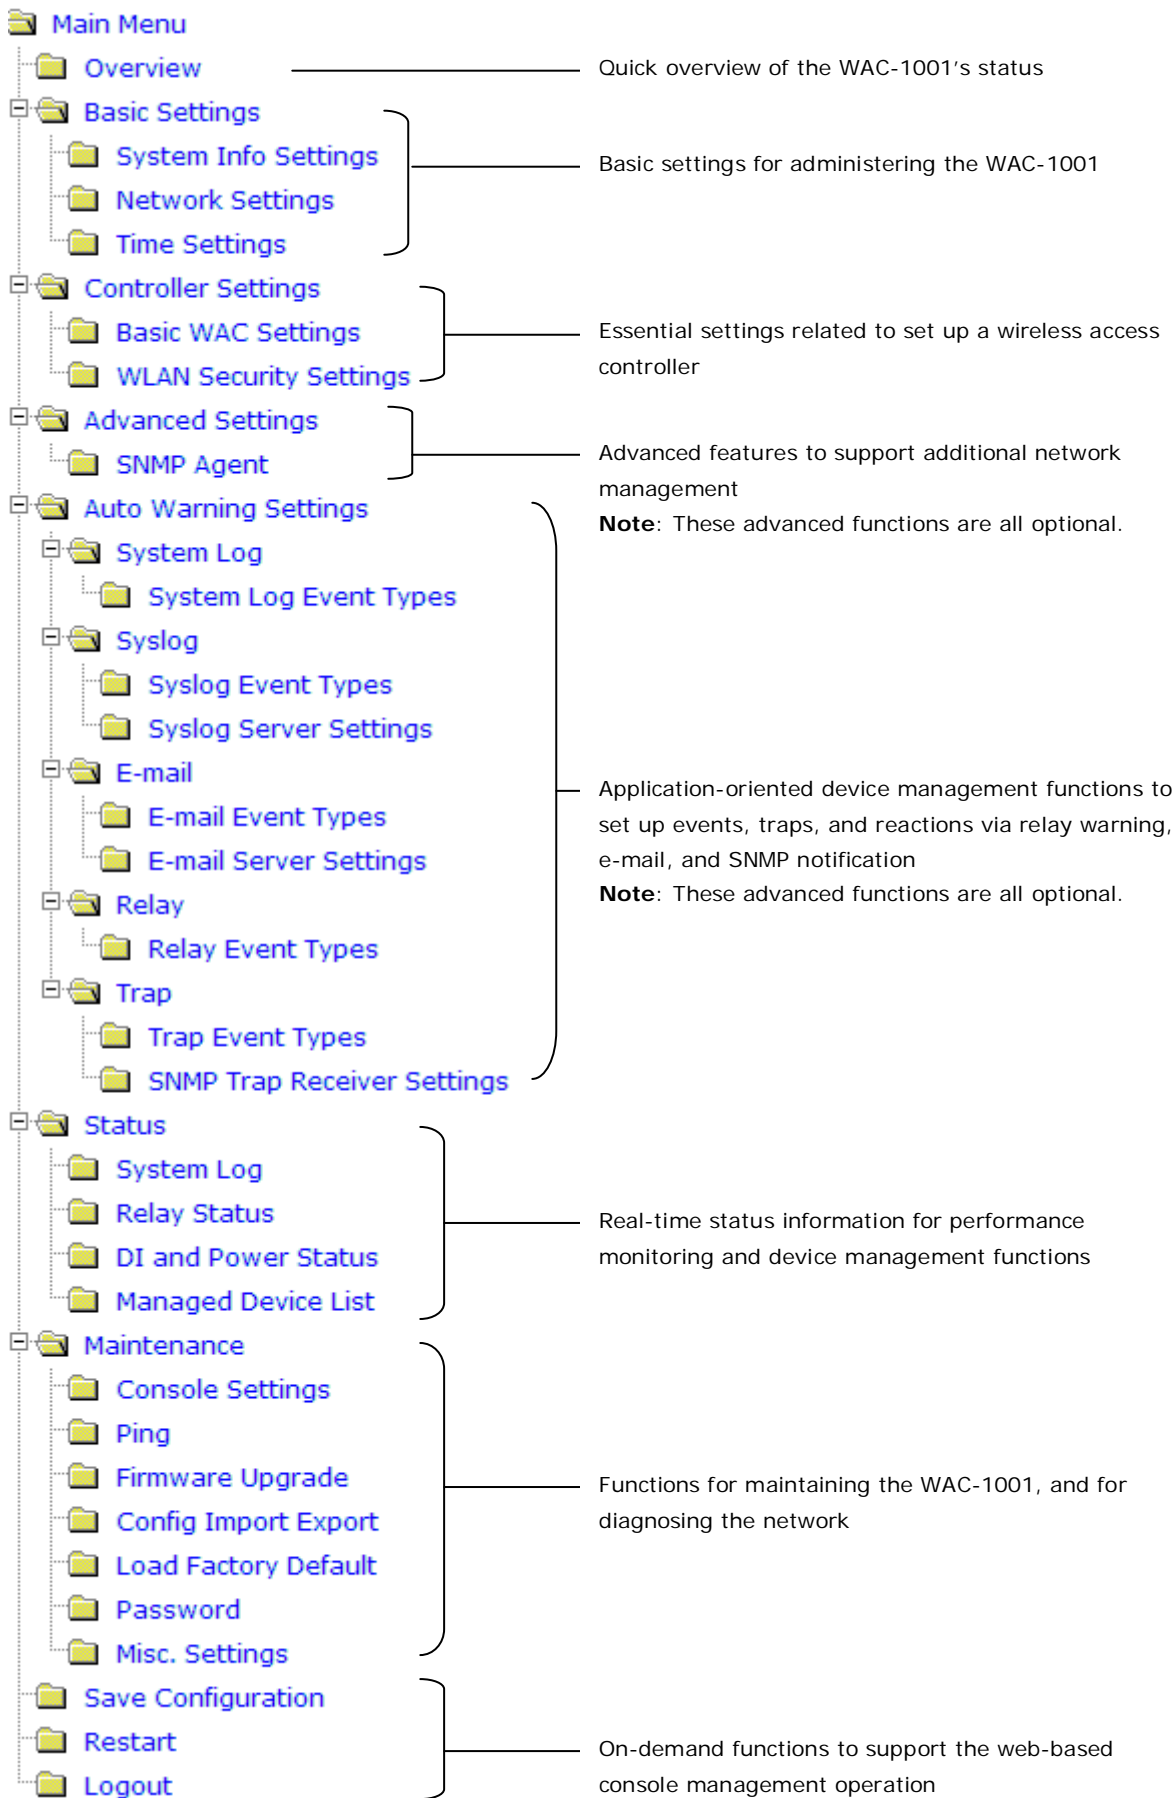 Main Menu
Overview
Quick overview of the WAC-1001's status
Basic Settings
System Info Settings
Network Settings
Time Settings
Basic settings for administering the WAC-1001
Controller Settings
Basic WAC Settings
WLAN Security Settings
Essential settings related to set up a wireless access
controller
Advanced Settings
SNMP Agent
Advanced features to support additional network
management
Note: These advanced functions are all optional.
Auto Warning Settings
System Log
System Log Event Types
Syslog
Syslog Event Types
Syslog Server Settings
E-mail
E-mail Event Types
E-mail Server Settings
Relay
Relay Event Types
Trap
Trap Event Types
SNMP Trap Receiver Settings
Application-oriented device management functions to
set up events, traps, and reactions via relay warning,
e-mail, and SNMP notification
Note: These advanced functions are all optional.
Status
System Log
Relay Status
DI and Power Status
Managed Device List
Real-time status information for performance
monitoring and device management functions
Maintenance
Console Settings
Ping
Firmware Upgrade
Config Import Export
Load Factory Default
Password
Misc. Settings
Functions for maintaining the WAC-1001, and for
diagnosing the network
Save Configuration
Restart
Logout
On-demand functions to support the web-based
console management operation